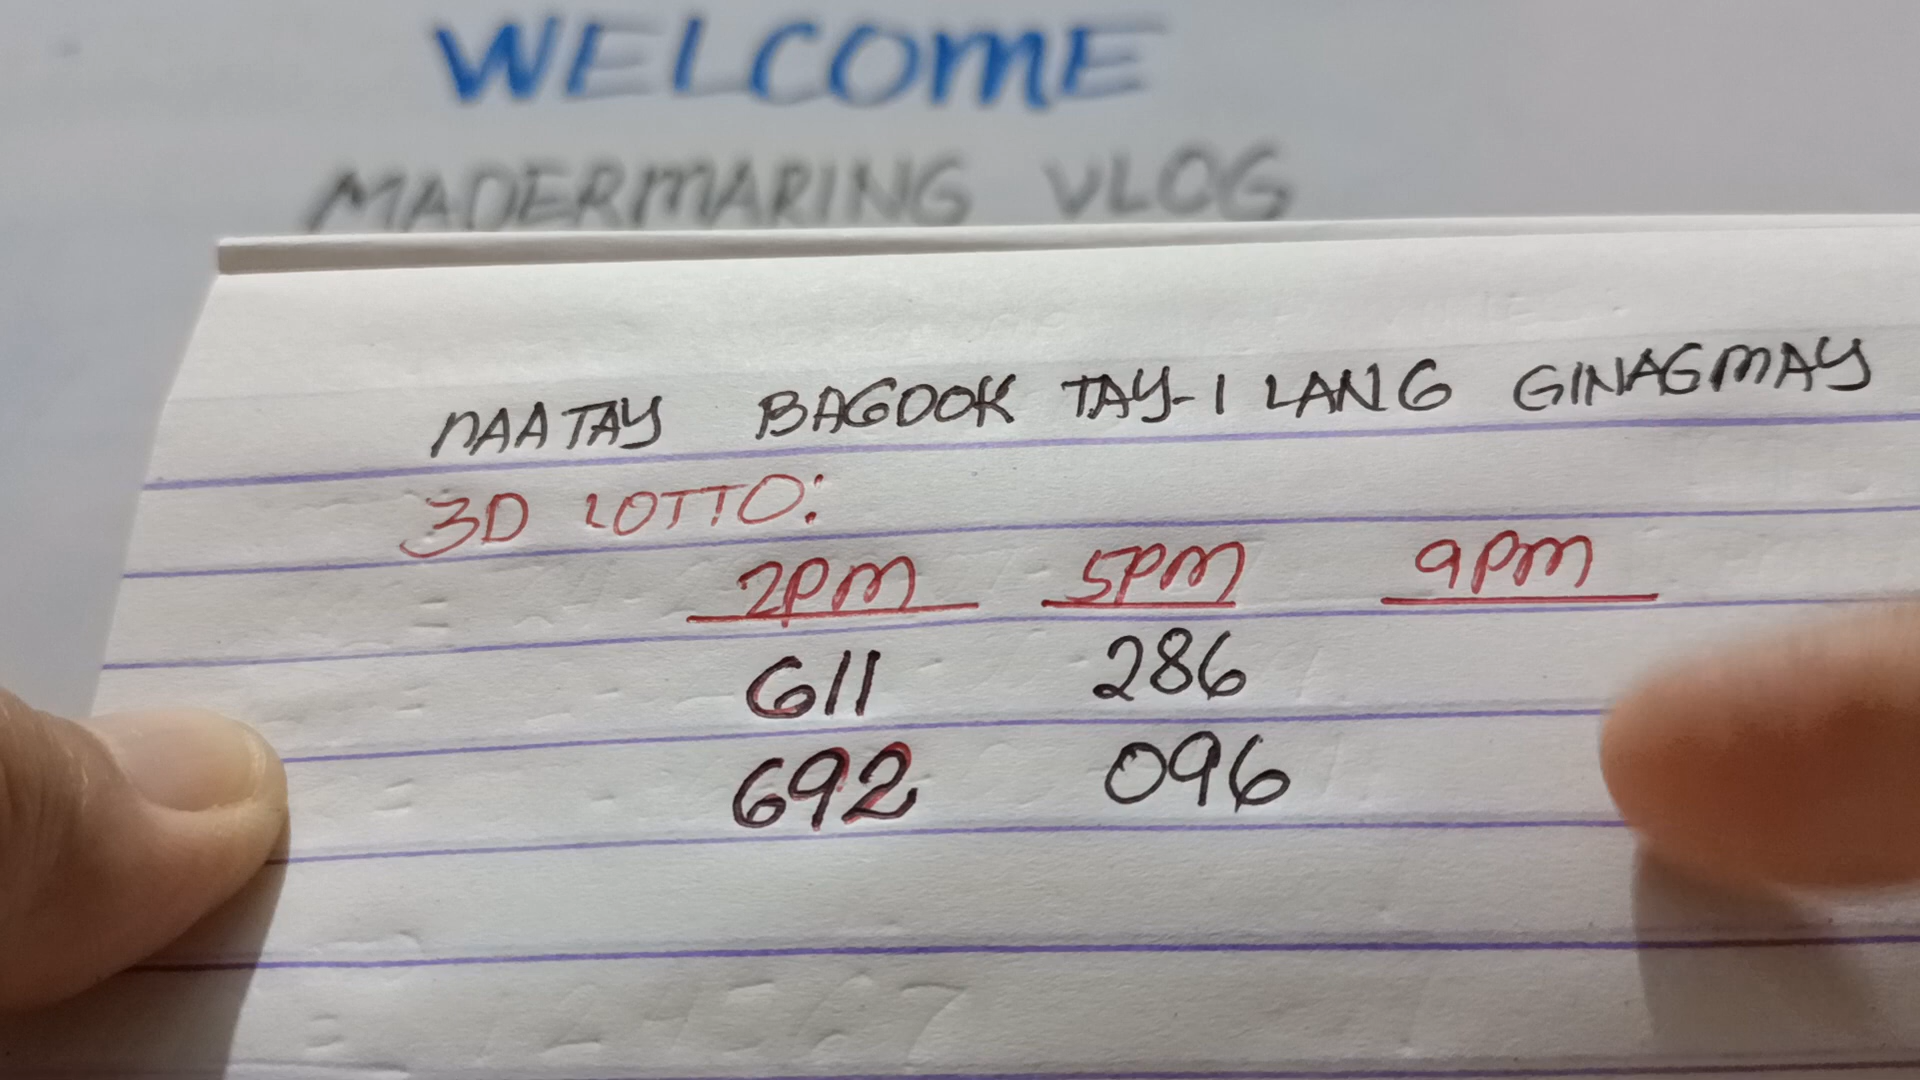 WELCOME
MADERMARING VLOG
NAATAY BAGOOK TAY-I LANG GINAGMAY
3D LOTTO:
2PM 5PM 9PM
611 286
692 096